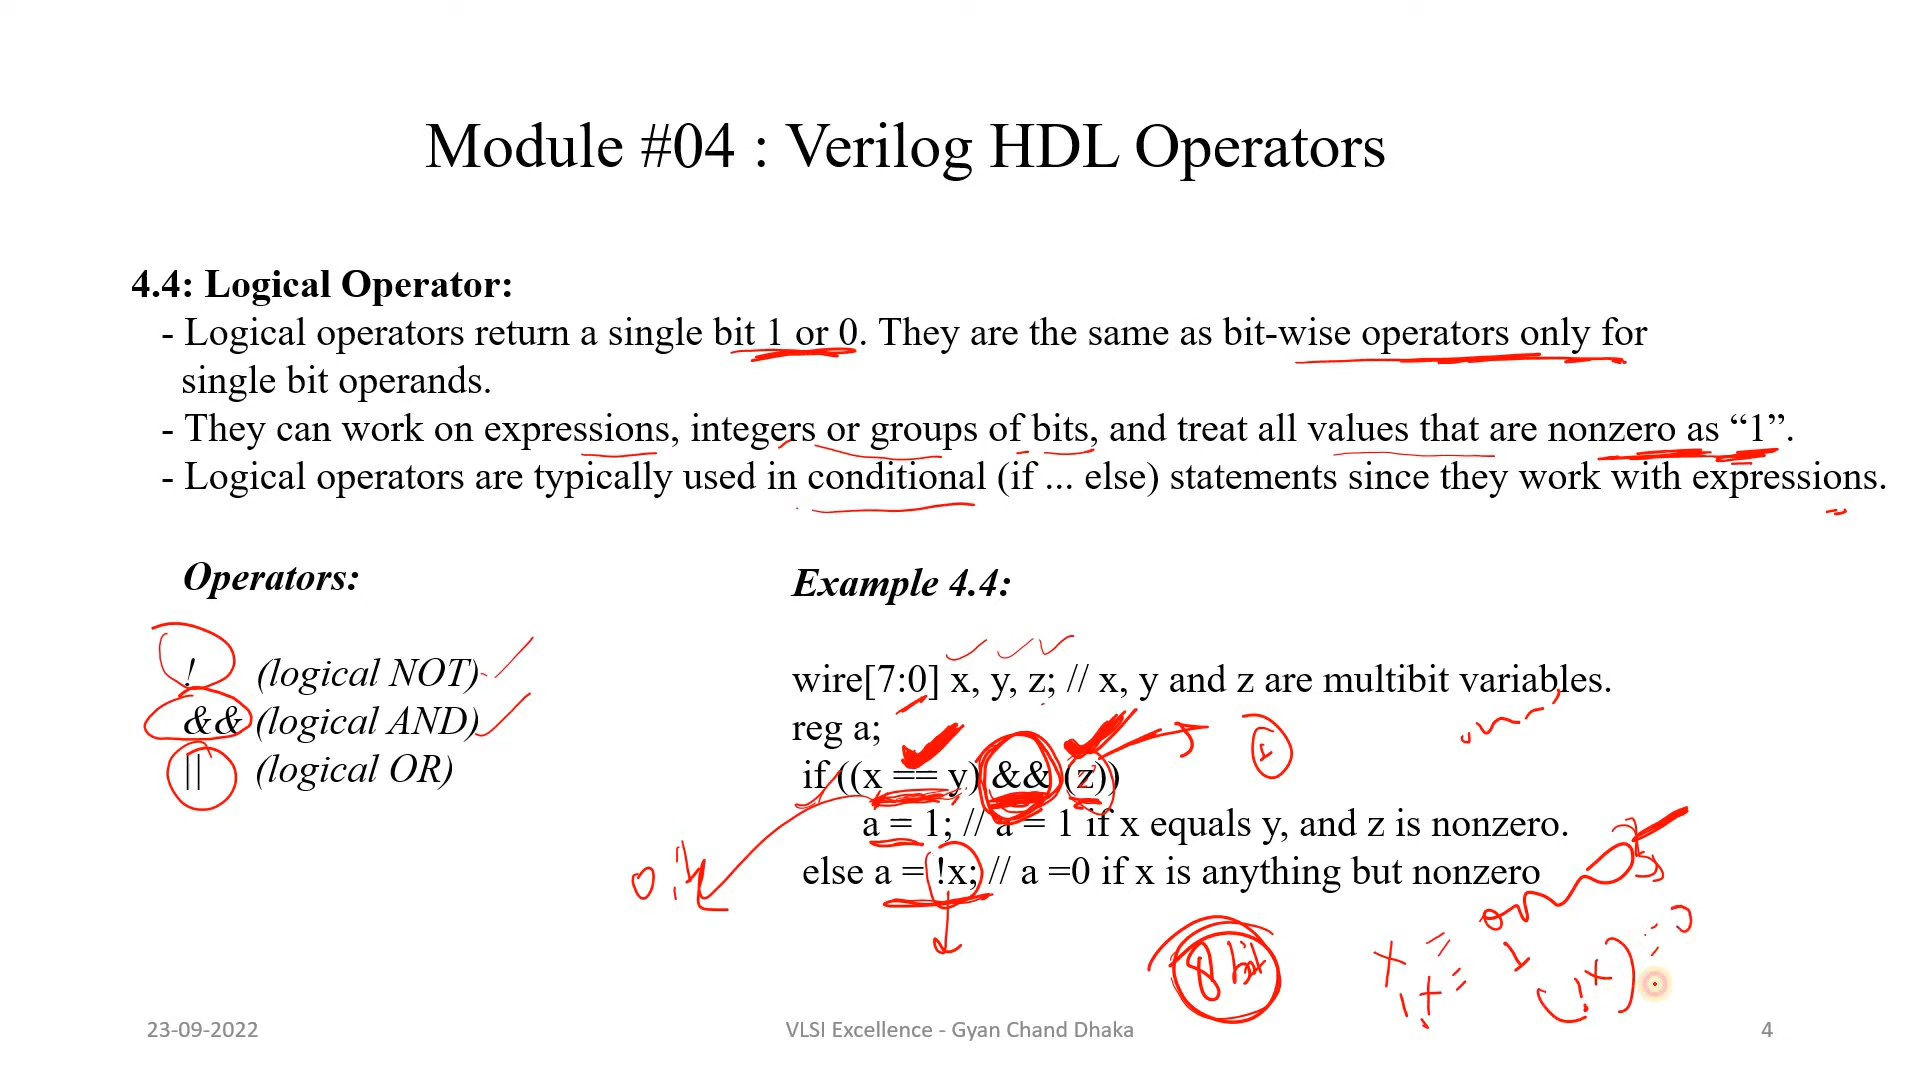 Module #04 : Verilog HDL Operators
4.4: Logical Operator:
- Logical operators return a single bit 1 or 0. They are the same as bit-wise operators only for
single bit operands.
- They can work on expressions, integers or groups of bits, and treat all values that are nonzero as “1”.
- Logical operators are typically used in conditional (if ... else) statements since they work with expressions.
Operators:
! (logical NOT)
&& (logical AND)
|| (logical OR)
Example 4.4:
wire[7:0] x, y, z; // x, y and z are multibit variables.
reg a;
1
if ((x == y) && (z))
a = 1; // a = 1 if x equals y, and z is nonzero.
else a = !x; // a =0 if x is anything but nonzero
8 bit
x =
!x = 1
(!x) = 0
23-09-2022
VLSI Excellence - Gyan Chand Dhaka
4